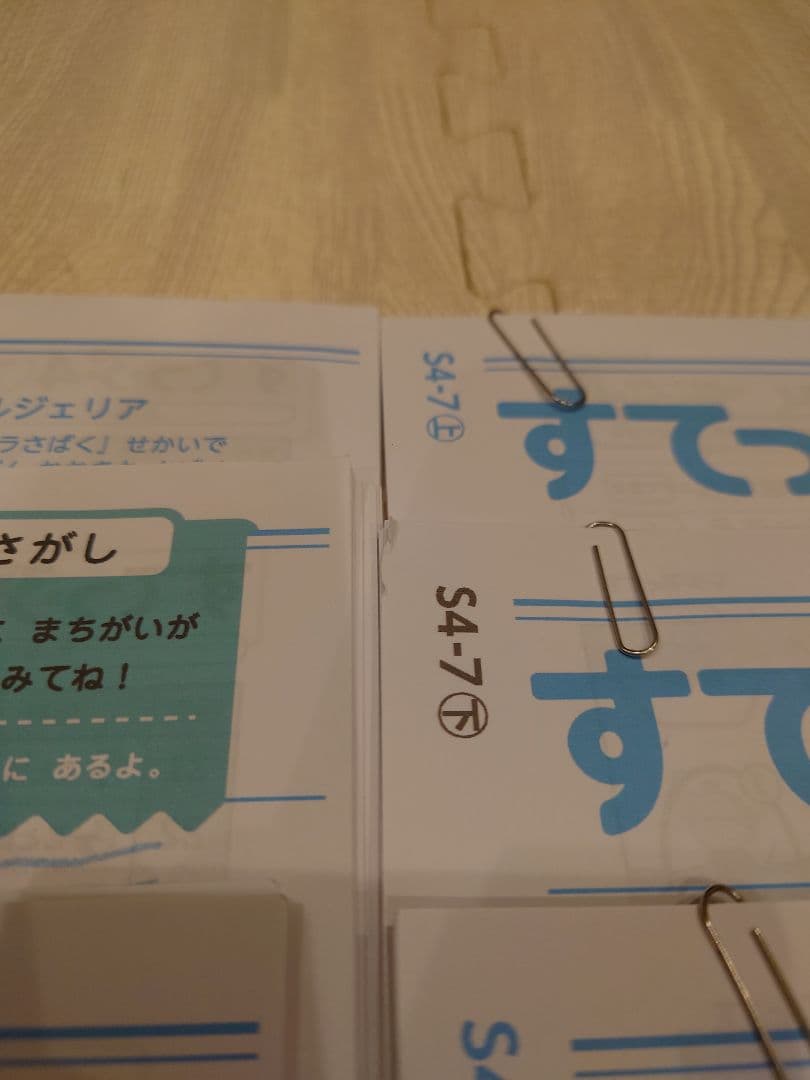 ルジェリア
ラさばく」せかいで
さがし
まちがいが
みてね!
に あるよ。
S4-7㊤
すてっ
S4-7㊦
すて
S4